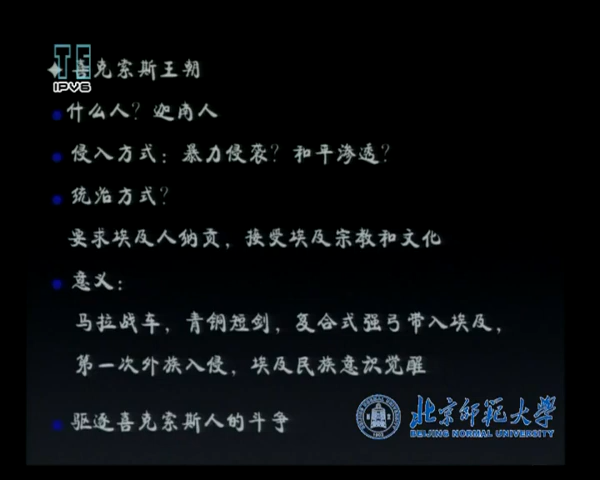 喜克索斯王朝
IPV6
什么人？迦南人
侵入方式：暴力侵袭？和平渗透？
统治方式？
要求埃及人纳贡，接受埃及宗教和文化
意义：
马拉战车，青铜短剑，复合式强弓带入埃及，
第一次外族入侵，埃及民族意识觉醒
驱逐喜克索斯人的斗争
北京师范大学
BEIJING NORMAL UNIVERSITY